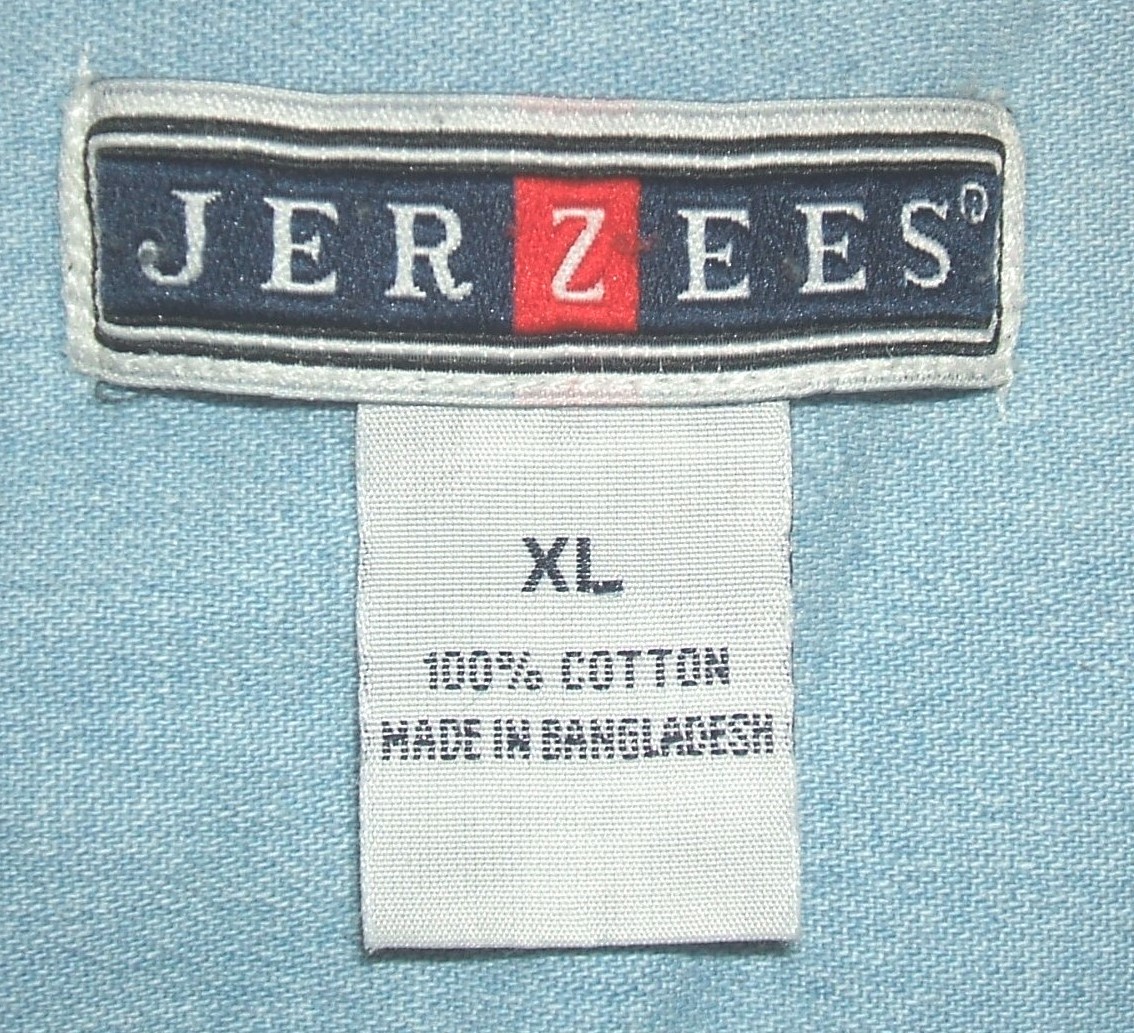 JERZEES®
XL
100% COTTON
MADE IN BANGLADESH